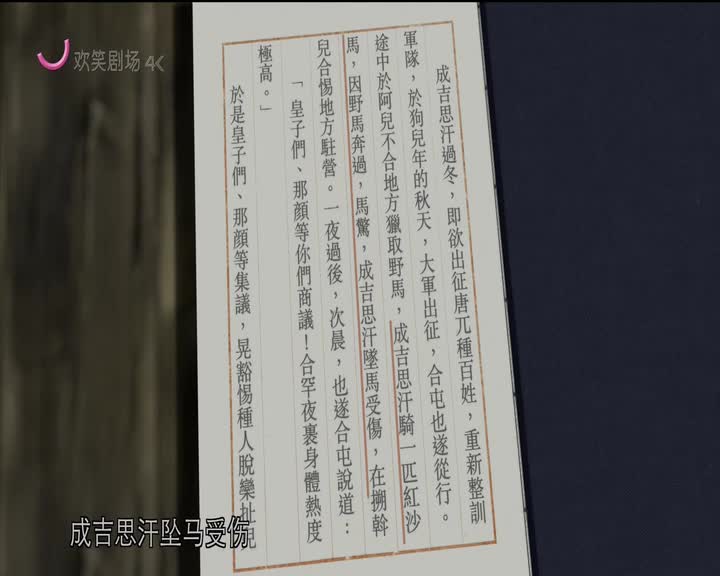 欢笑剧场 4K
成吉思汗過冬，即欲出征唐兀種百姓，重新整訓
軍隊，於狗兒年的秋天，大軍出征，合屯也遂從行。
途中於阿兒不合地方獵取野馬，成吉思汗騎一匹紅沙
馬，因野馬奔過，馬驚，成吉思汗墜馬受傷，在搠斡
兒合惕地方駐營。一夜過後，次晨，也遂合屯說道：
「皇子們、那顏等你們商議！合罕夜裹身體熱度
極高。」
於是皇子們、那顏等集議，晃豁惕種人脫欒扯兒
成吉思汗坠马受伤